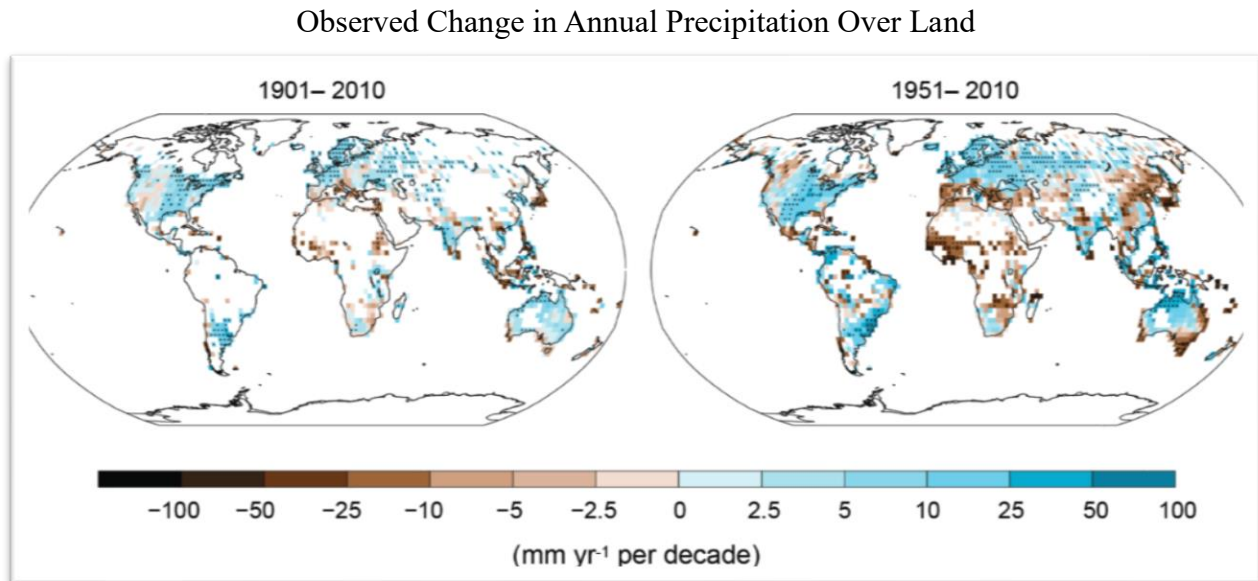 Observed Change in Annual Precipitation Over Land
1901– 2010
1951– 2010
−100 −50 −25 −10 −5 −2.5 0 2.5 5 10 25 50 100
(mm yr⁻¹ per decade)